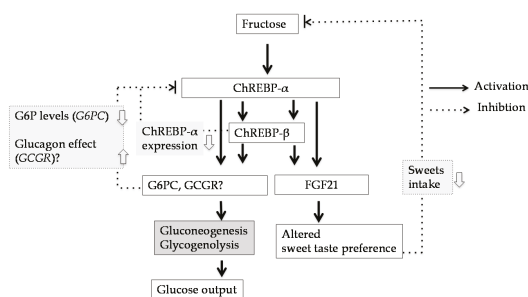 Fructose
ChREBP-α
Activation
Inhbtion
G6P levels (G6PC)
Glucagon effect
(GCGR)?
ChREBP-α
expression
ChREBP-β
Sweets
intake
G6PC, GCGR?
FGF21
Gluconeogenesis
Glycogenolysis
Altered
sweet taste preference
Glucose output